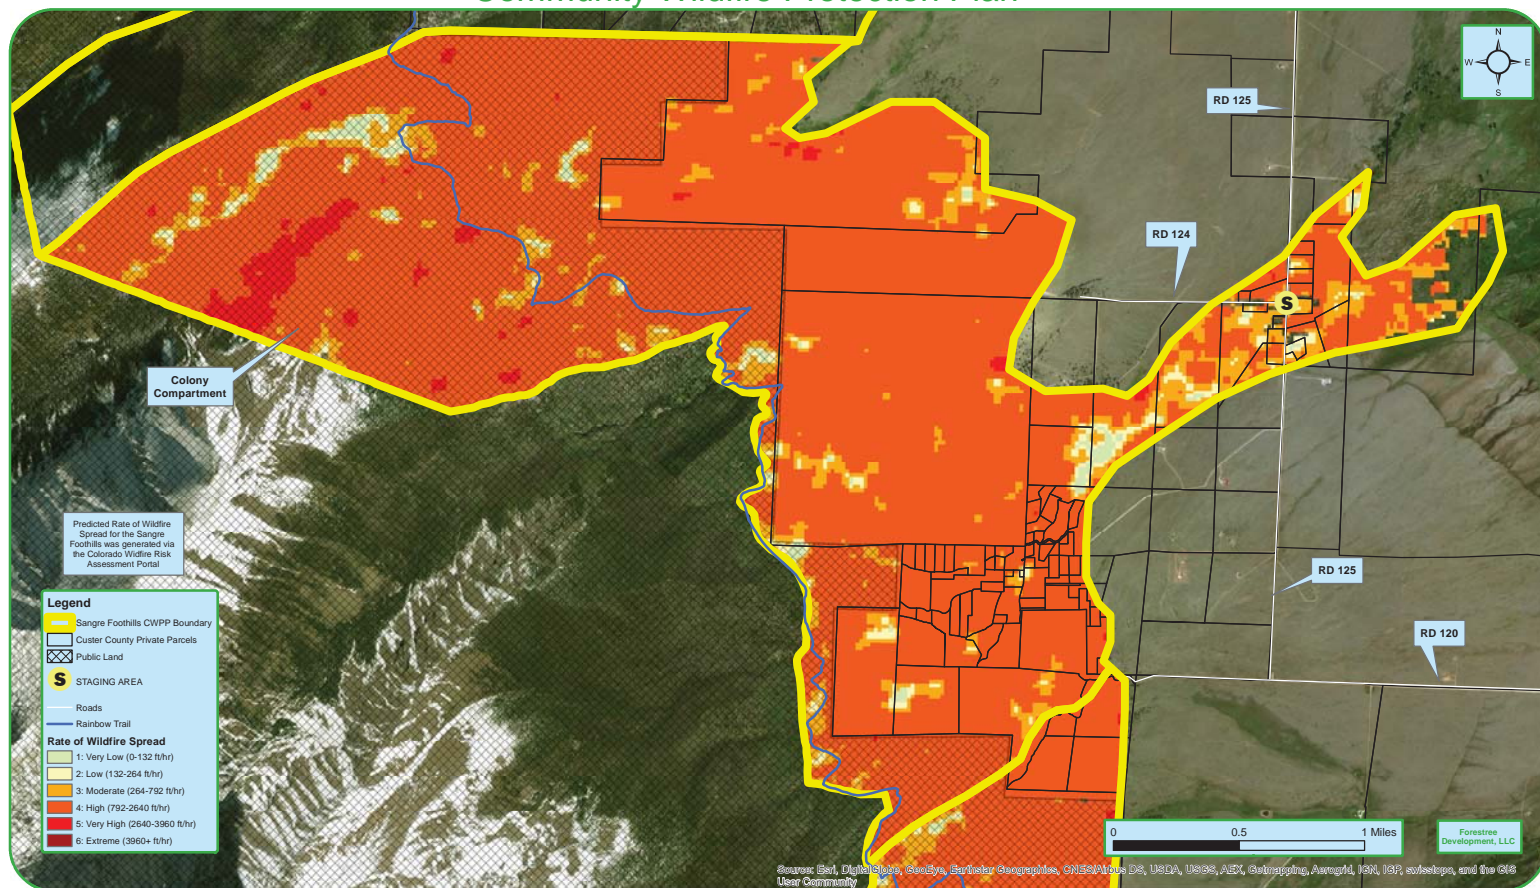 Community Wildfire Protection Plan
N
W
E
S
RD 125
RD 124
S
Colony
Compartment
Predicted Rate of Wildfire
Spread for the Sangre
Foothills was generated via
the Colorado Widfire Risk
Assessment Portal
RD 125
RD 120
Legend
Sangre Foothills CWPP Boundary
Custer County Private Parcels
Public Land
S STAGING AREA
Roads
Rainbow Trail
Rate of Wildfire Spread
1: Very Low (0-132 ft/hr)
2: Low (132-264 ft/hr)
3: Moderate (264-792 ft/hr)
4: High (792-2640 ft/hr)
5: Very High (2640-3960 ft/hr)
6: Extreme (3960+ ft/hr)
0 0.5 1 Miles
Forestree
Development, LLC
Source: Esri, DigitalGlobe, GeoEye, Earthstar Geographics, CNES/Airbus DS, USDA, USGS, AEX, Getmapping, Aerogrid, IGN, IGP, swisstopo, and the GIS
User Community